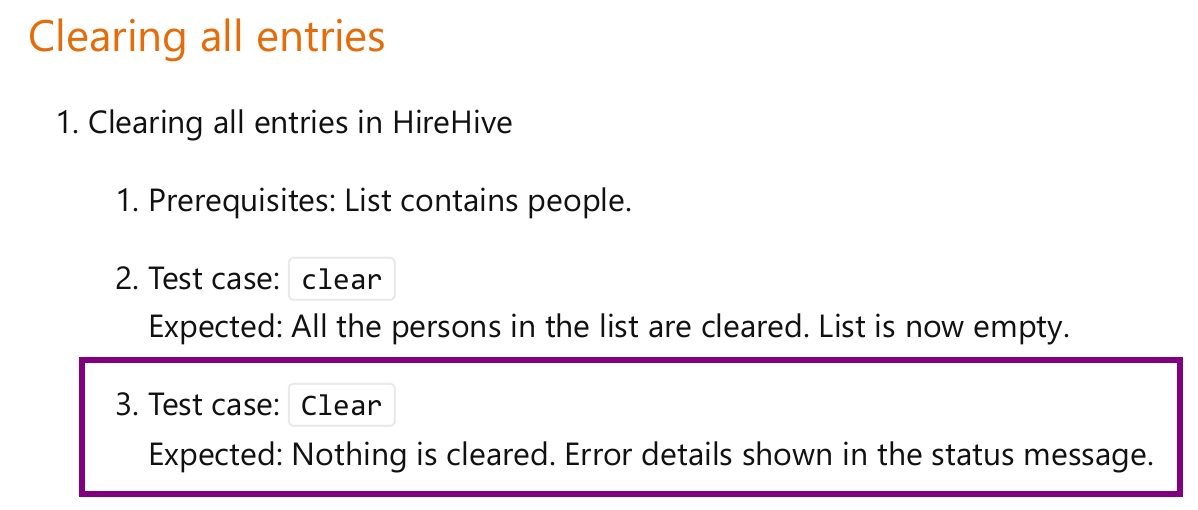 Clearing all entries
1. Clearing all entries in HireHive
1. Prerequisites: List contains people.
2. Test case: clear
Expected: All the persons in the list are cleared. List is now empty.
3. Test case: Clear
Expected: Nothing is cleared. Error details shown in the status message.